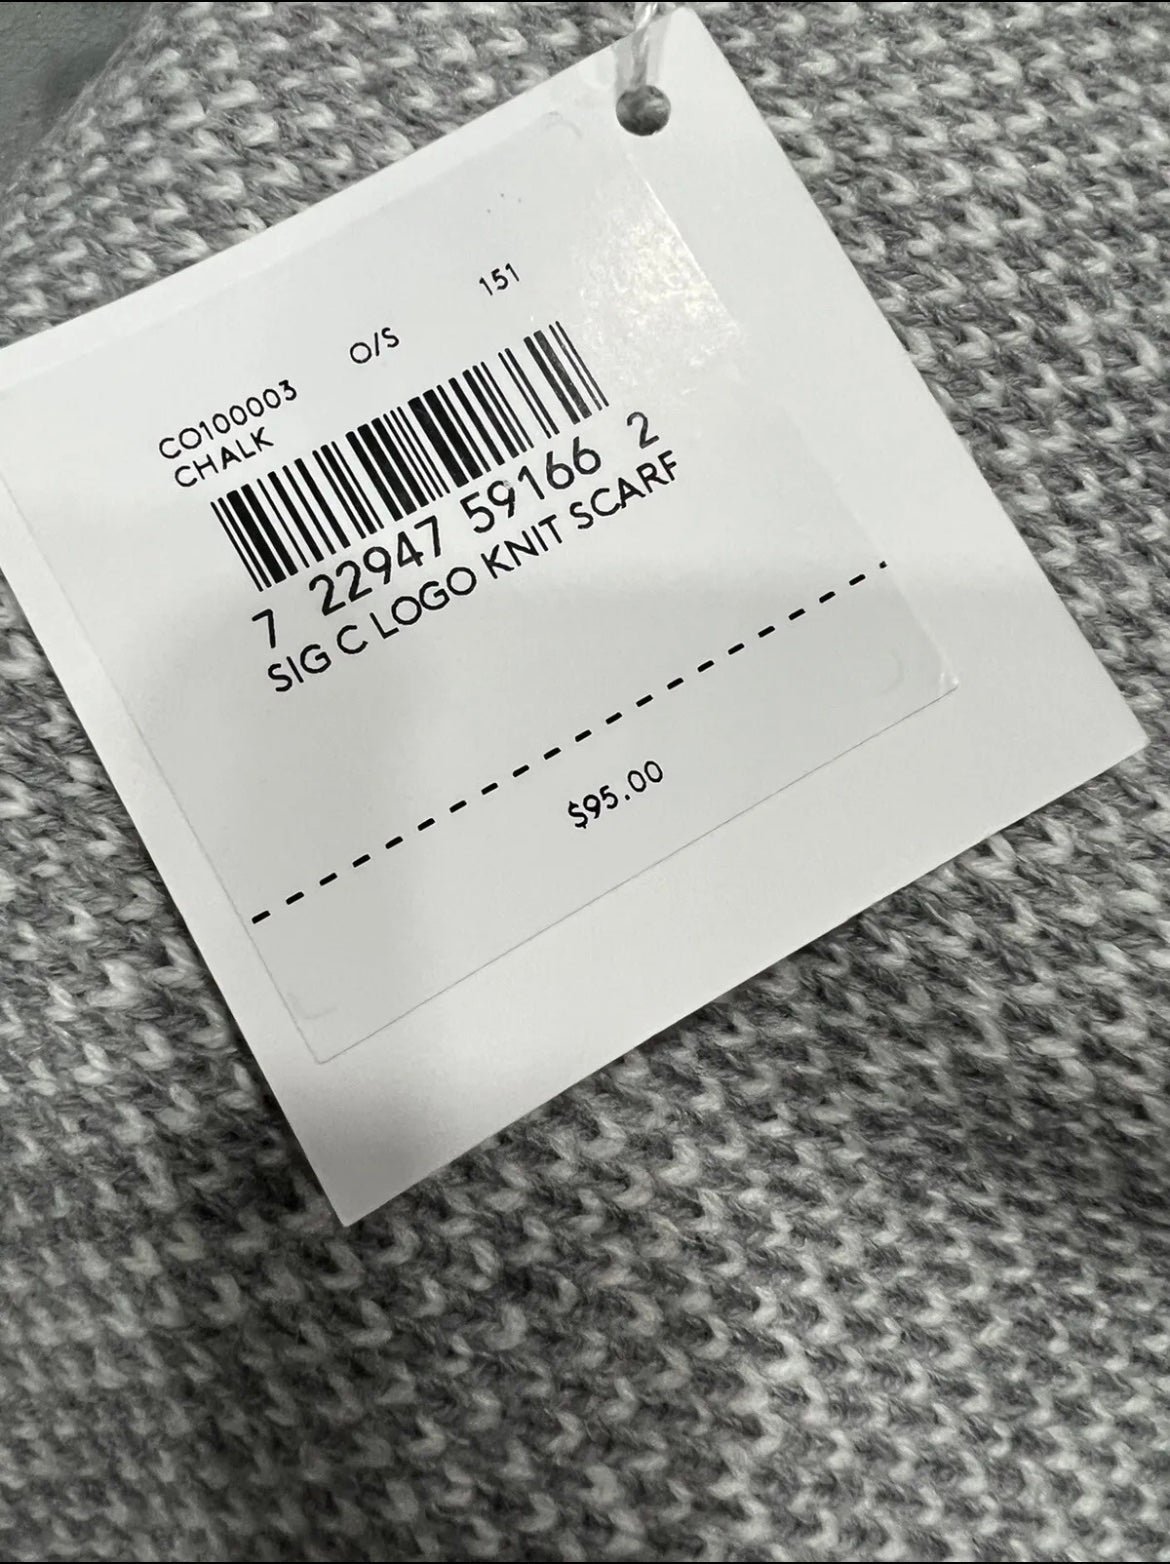 CO100003 O/S 151
CHALK
7 22947 59166 2
SIG C LOGO KNIT SCARF
$95.00